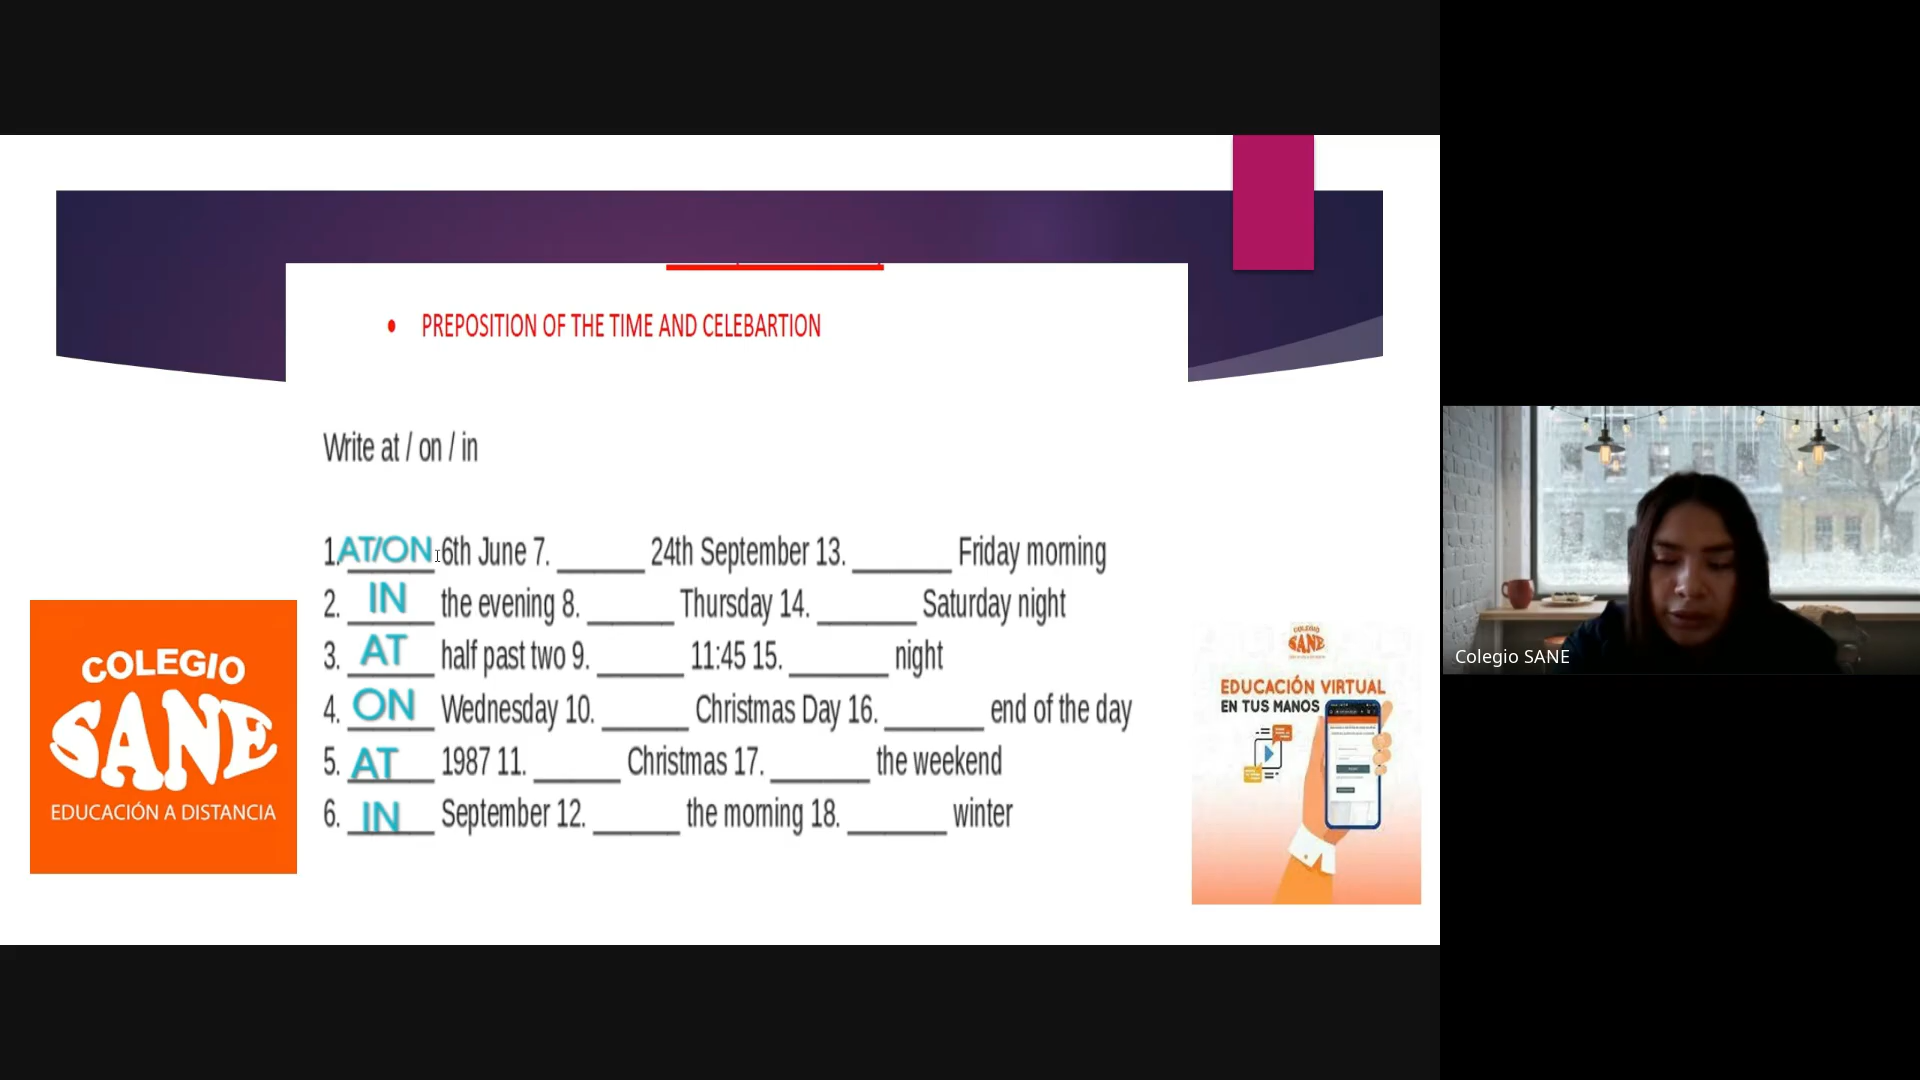 PREPOSITION OF THE TIME AND CELEBARTION
Write at / on / in
1. AT/ON 6th June 7. ______ 24th September 13. ______ Friday morning
2. IN the evening 8. ______ Thursday 14. ______ Saturday night
3. AT half past two 9. ______ 11:45 15. ______ night
4. ON Wednesday 10. ______ Christmas Day 16. ______ end of the day
5. AT 1987 11. ______ Christmas 17. ______ the weekend
6. IN September 12. ______ the morning 18. ______ winter
COLEGIO
SANE
EDUCACIÓN A DISTANCIA
COLEGIO
SANE
EDUCACIÓN VIRTUAL
EN TUS MANOS
Colegio SANE